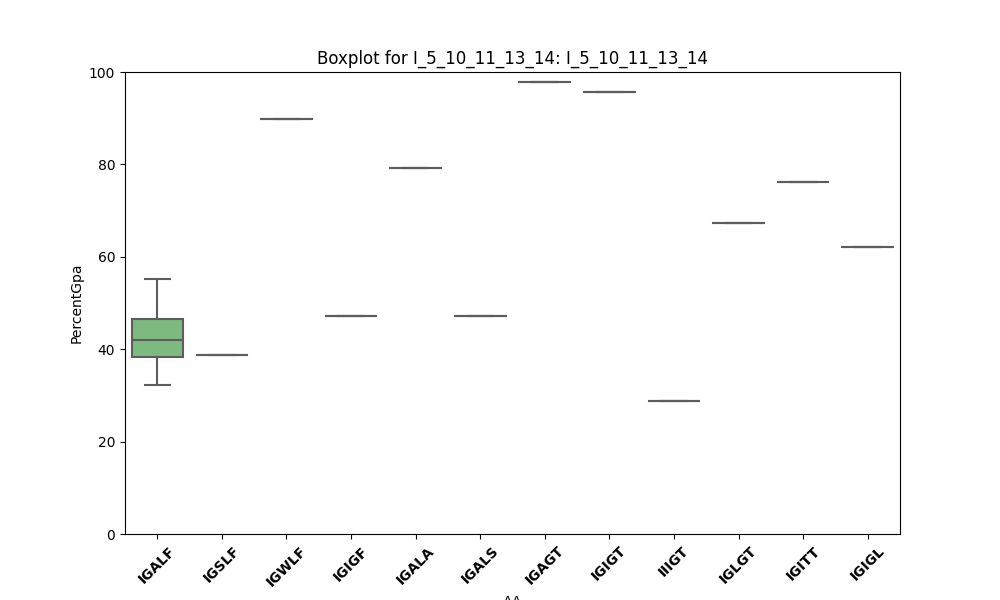 Boxplot for I_5_10_11_13_14: I_5_10_11_13_14
100
80
60
40
20
0
PercentGpa
IGALF IGSLF IGWLF IGIGF IGALA IGALS IGAGT IGIGT IIIGT IGLGT IGITT IGIGL
AA